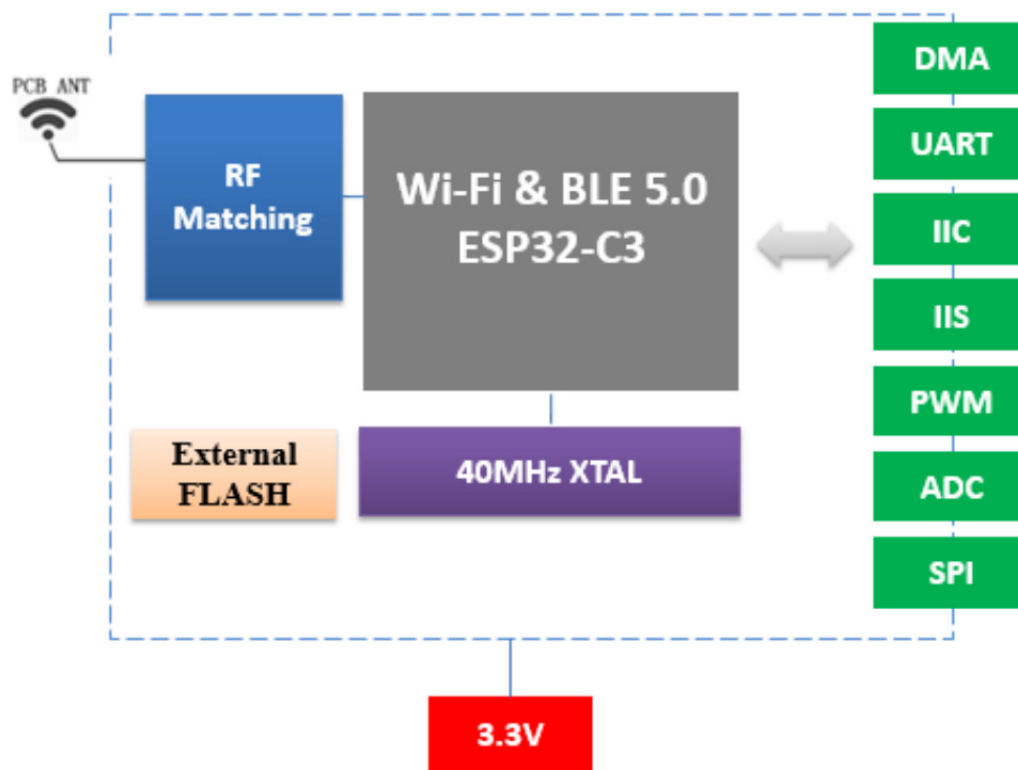 PCB ANT
RF
Matching
Wi-Fi & BLE 5.0
ESP32-C3
External
FLASH
40MHz XTAL
DMA
UART
IIC
IIS
PWM
ADC
SPI
3.3V